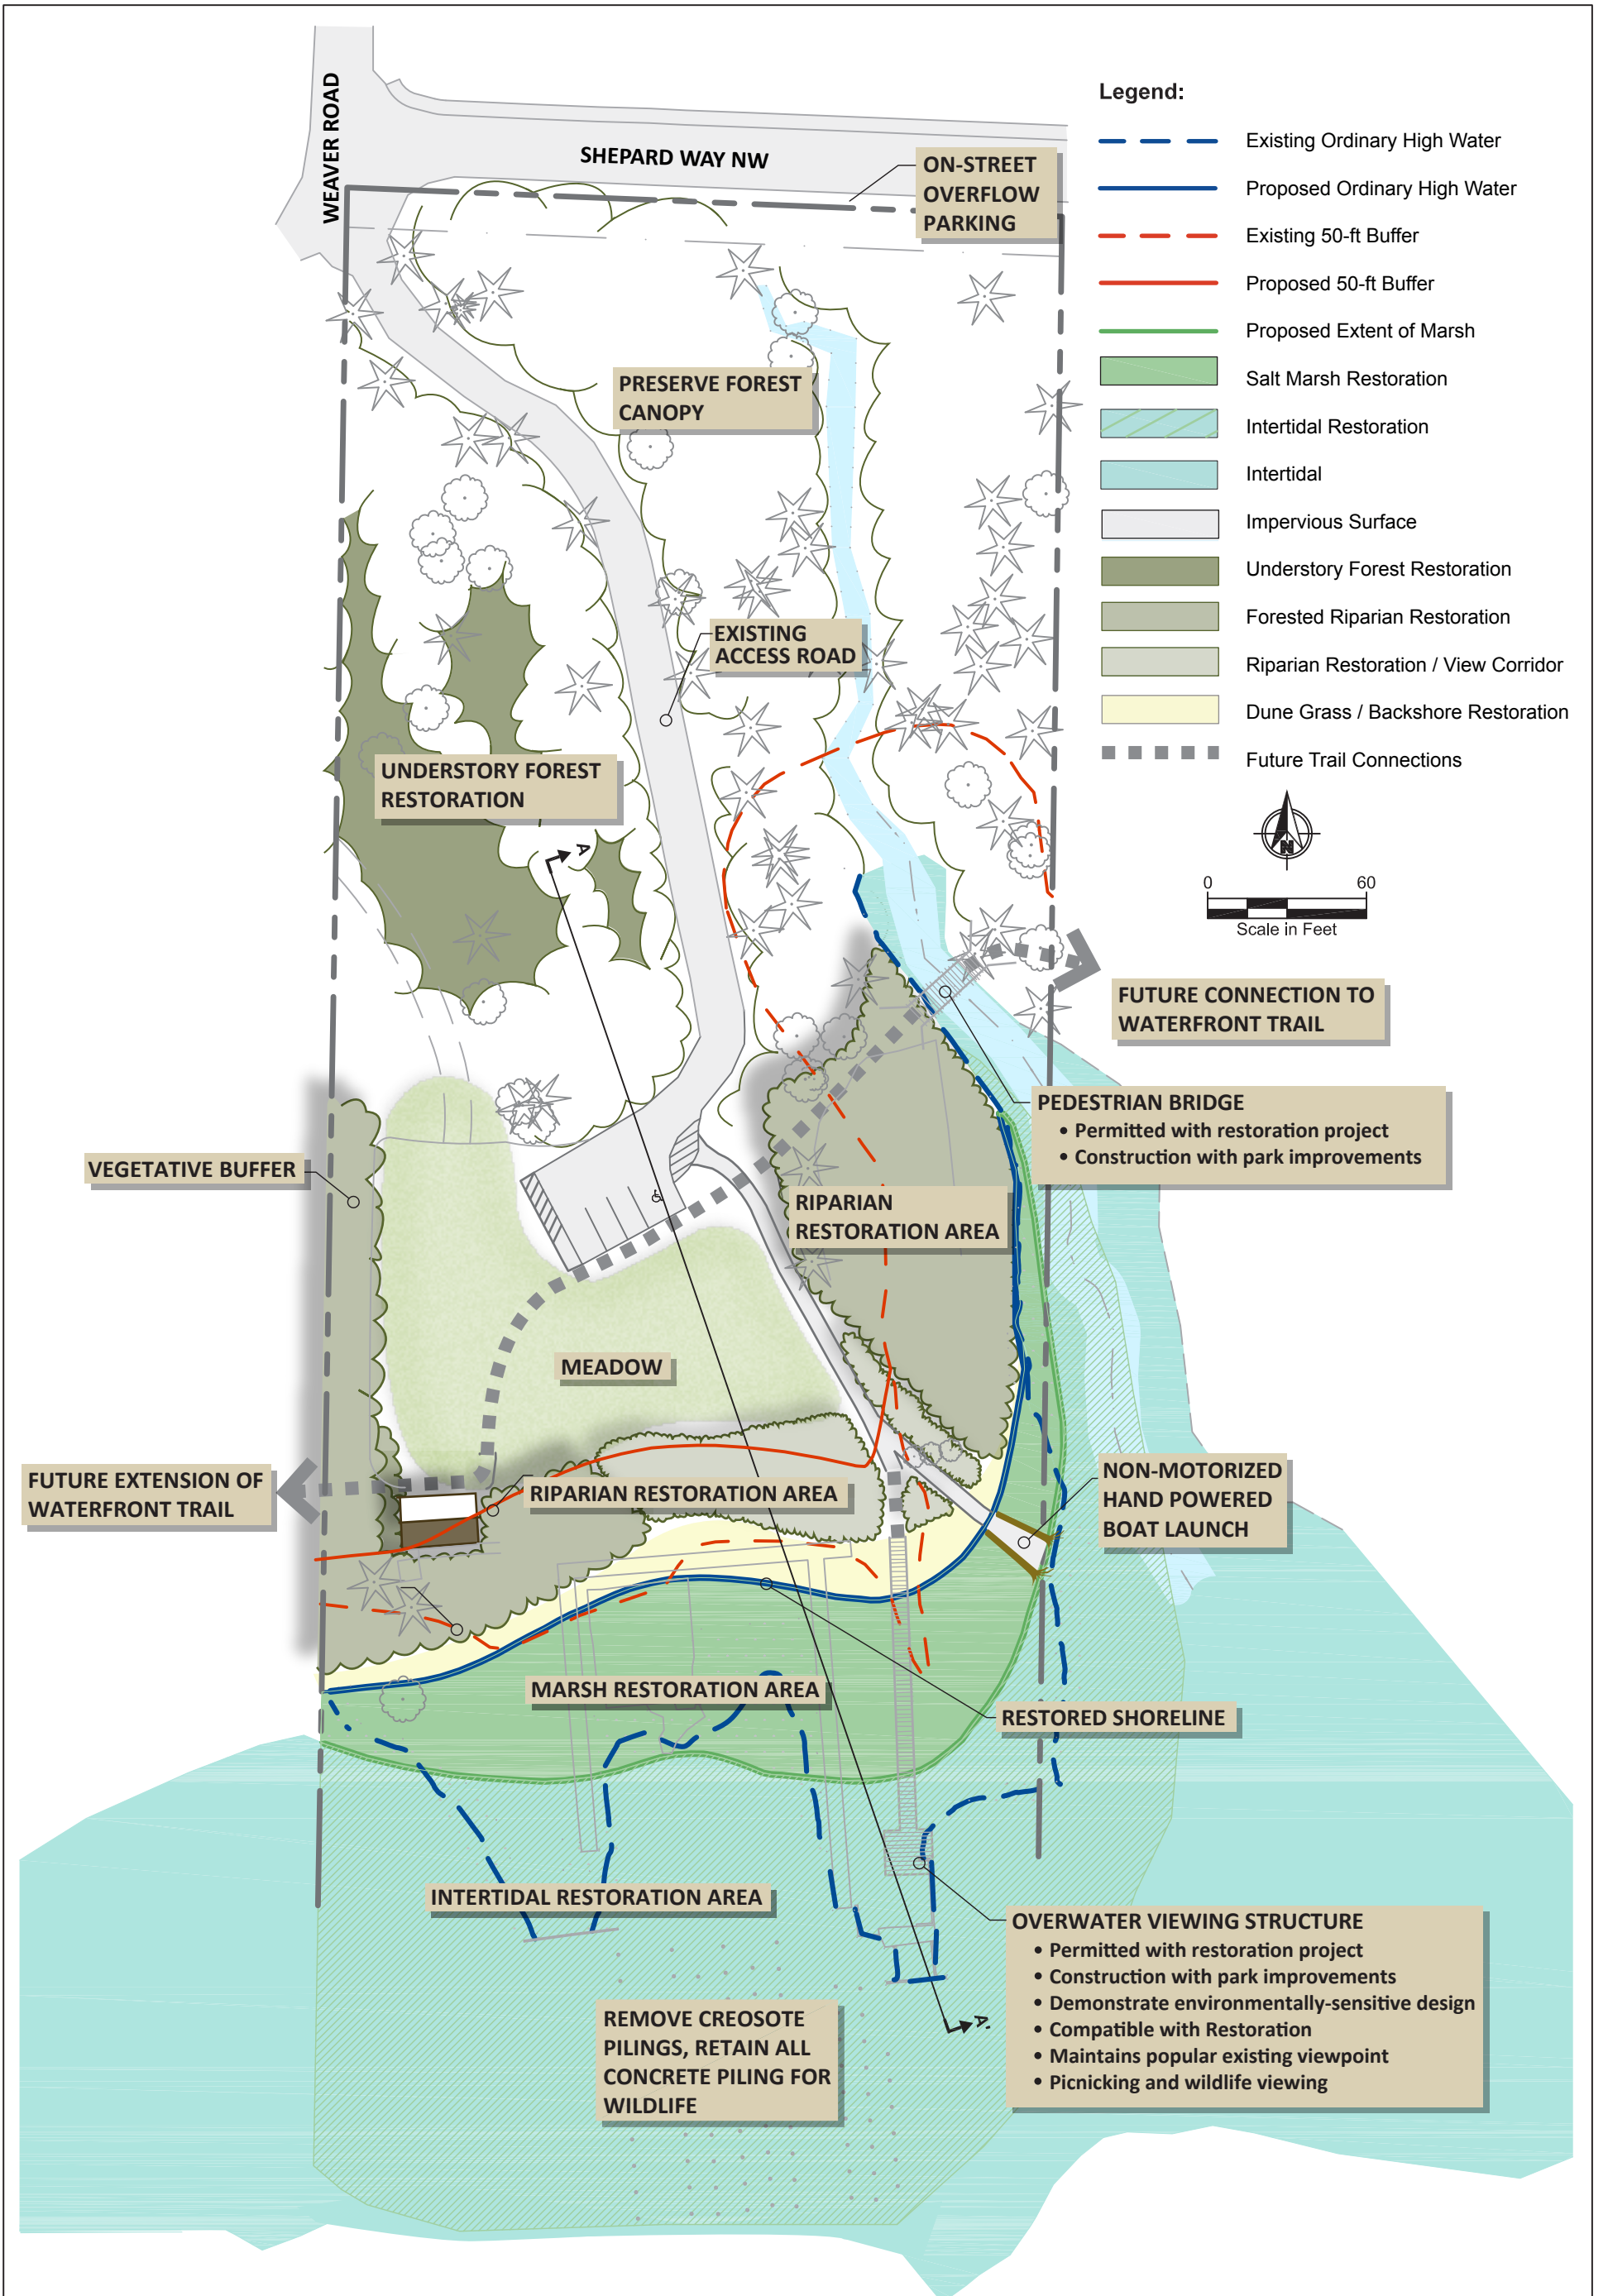 WEAVER ROAD
SHEPARD WAY NW
ON-STREET
OVERFLOW
PARKING
Legend:
Existing Ordinary High Water
Proposed Ordinary High Water
Existing 50-ft Buffer
Proposed 50-ft Buffer
Proposed Extent of Marsh
Salt Marsh Restoration
Intertidal Restoration
Intertidal
Impervious Surface
Understory Forest Restoration
Forested Riparian Restoration
Riparian Restoration / View Corridor
Dune Grass / Backshore Restoration
Future Trail Connections
N
0 60
Scale in Feet
PRESERVE FOREST
CANOPY
EXISTING
ACCESS ROAD
UNDERSTORY FOREST
RESTORATION
A
FUTURE CONNECTION TO
WATERFRONT TRAIL
PEDESTRIAN BRIDGE
• Permitted with restoration project
• Construction with park improvements
VEGETATIVE BUFFER
RIPARIAN
RESTORATION AREA
MEADOW
FUTURE EXTENSION OF
WATERFRONT TRAIL
RIPARIAN RESTORATION AREA
NON-MOTORIZED
HAND POWERED
BOAT LAUNCH
MARSH RESTORATION AREA
RESTORED SHORELINE
INTERTIDAL RESTORATION AREA
OVERWATER VIEWING STRUCTURE
• Permitted with restoration project
• Construction with park improvements
• Demonstrate environmentally-sensitive design
• Compatible with Restoration
• Maintains popular existing viewpoint
• Picnicking and wildlife viewing
REMOVE CREOSOTE
PILINGS, RETAIN ALL
CONCRETE PILING FOR
WILDLIFE
A'